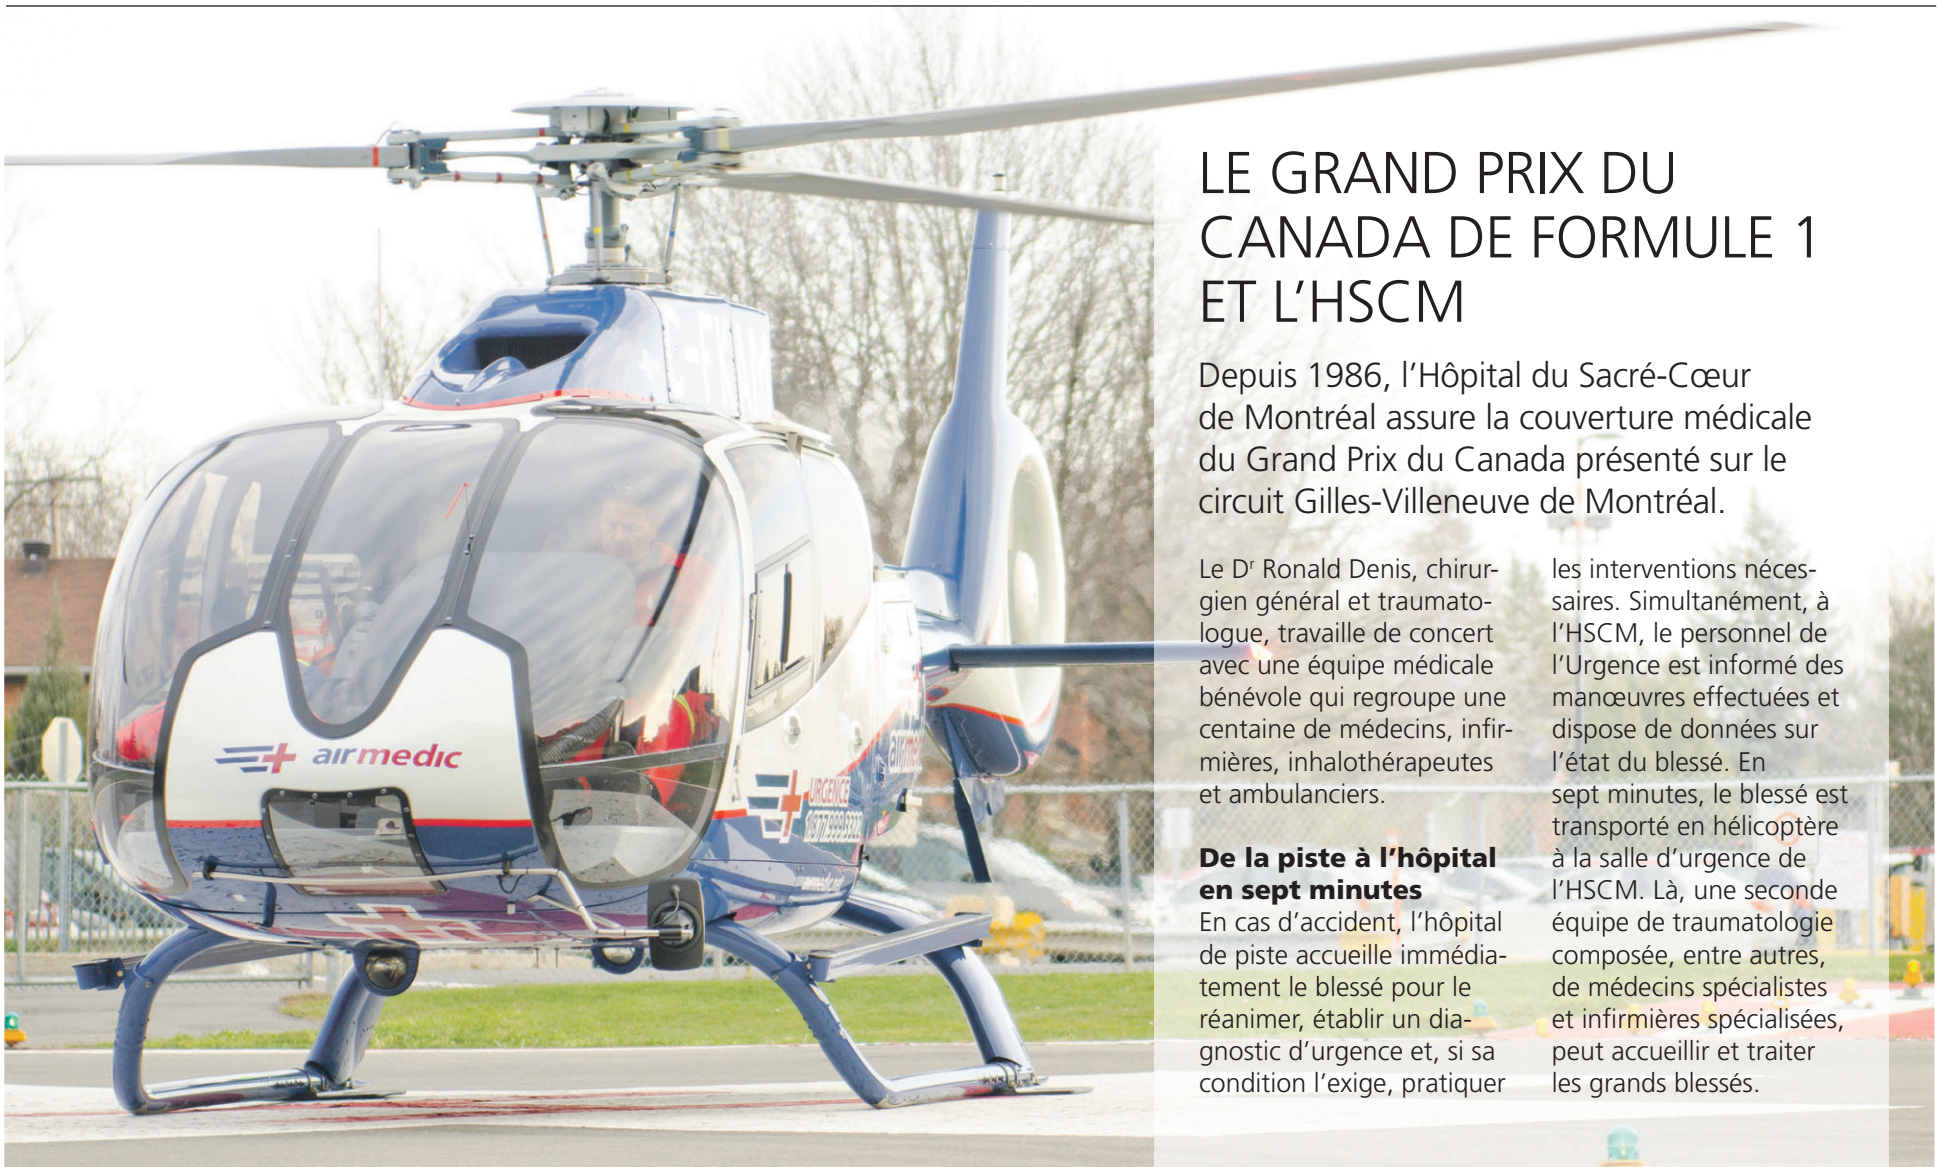 LE GRAND PRIX DU
CANADA DE FORMULE 1
ET L'HSCM
Depuis 1986, l'Hôpital du Sacré-Cœur
de Montréal assure la couverture médicale
du Grand Prix du Canada présenté sur le
circuit Gilles-Villeneuve de Montréal.
Le Dr Ronald Denis, chirur-
gien général et traumato-
logue, travaille de concert
avec une équipe médicale
bénévole qui regroupe une
centaine de médecins, infir-
mières, inhalothérapeutes
et ambulanciers.
De la piste à l'hôpital
en sept minutes
En cas d'accident, l'hôpital
de piste accueille immédia-
tement le blessé pour le
réanimer, établir un dia-
gnostic d'urgence et, si sa
condition l'exige, pratiquer
les interventions néces-
saires. Simultanément, à
l'HSCM, le personnel de
l'Urgence est informé des
manœuvres effectuées et
dispose de données sur
l'état du blessé. En
sept minutes, le blessé est
transporté en hélicoptère
à la salle d'urgence de
l'HSCM. Là, une seconde
équipe de traumatologie
composée, entre autres,
de médecins spécialistes
et infirmières spécialisées,
peut accueillir et traiter
les grands blessés.
airmedic
URGENCE
airmedic.net